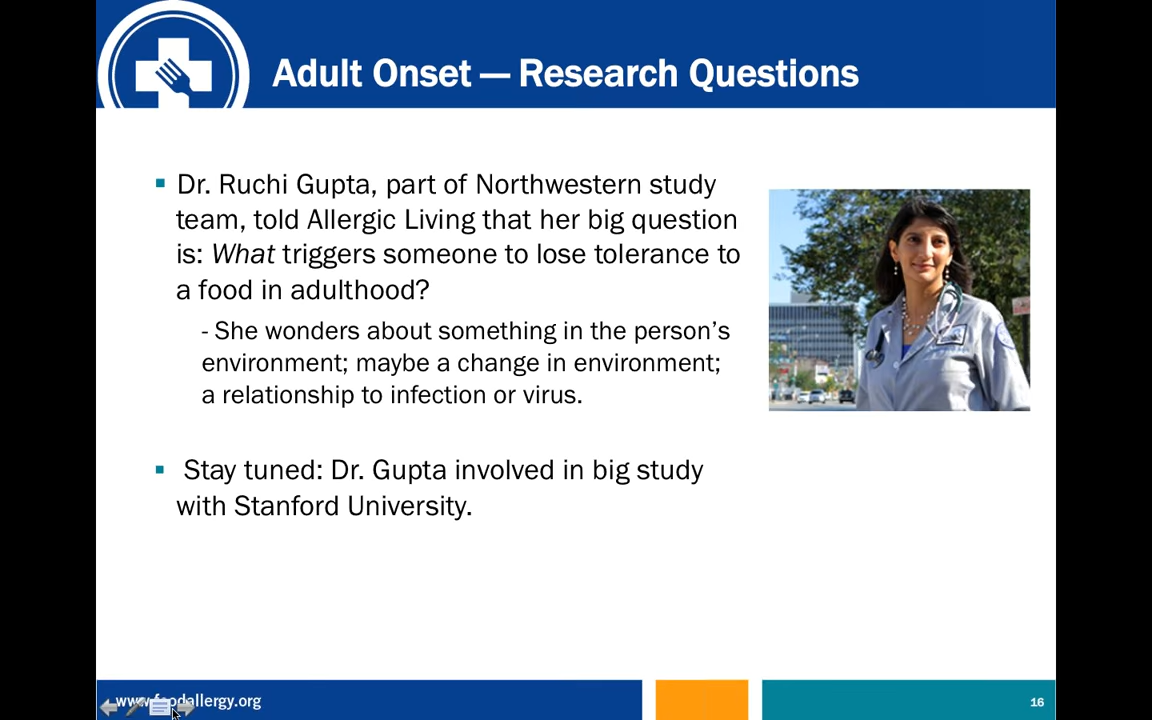 Adult Onset — Research Questions
▪ Dr. Ruchi Gupta, part of Northwestern study
team, told Allergic Living that her big question
is: What triggers someone to lose tolerance to
a food in adulthood?
- She wonders about something in the person’s
environment; maybe a change in environment;
a relationship to infection or virus.
▪ Stay tuned: Dr. Gupta involved in big study
with Stanford University.
www.foodallergy.org
16